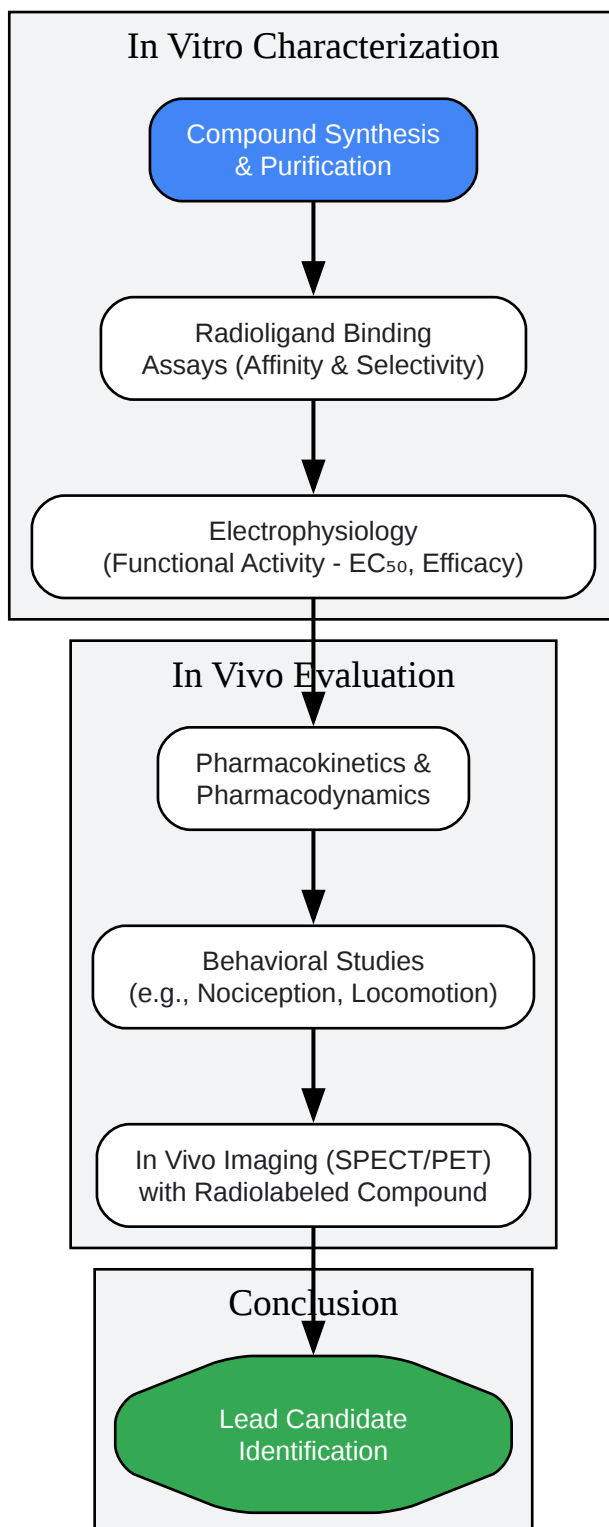 In Vitro Characterization
Compound Synthesis
& Purification
Radioligand Binding
Assays (Affinity & Selectivity)
Electrophysiology
(Functional Activity - EC₅₀, Efficacy)
In Vivo Evaluation
Pharmacokinetics &
Pharmacodynamics
Behavioral Studies
(e.g., Nociception, Locomotion)
In Vivo Imaging (SPECT/PET)
with Radiolabeled Compound
Conclusion
Lead Candidate
Identification